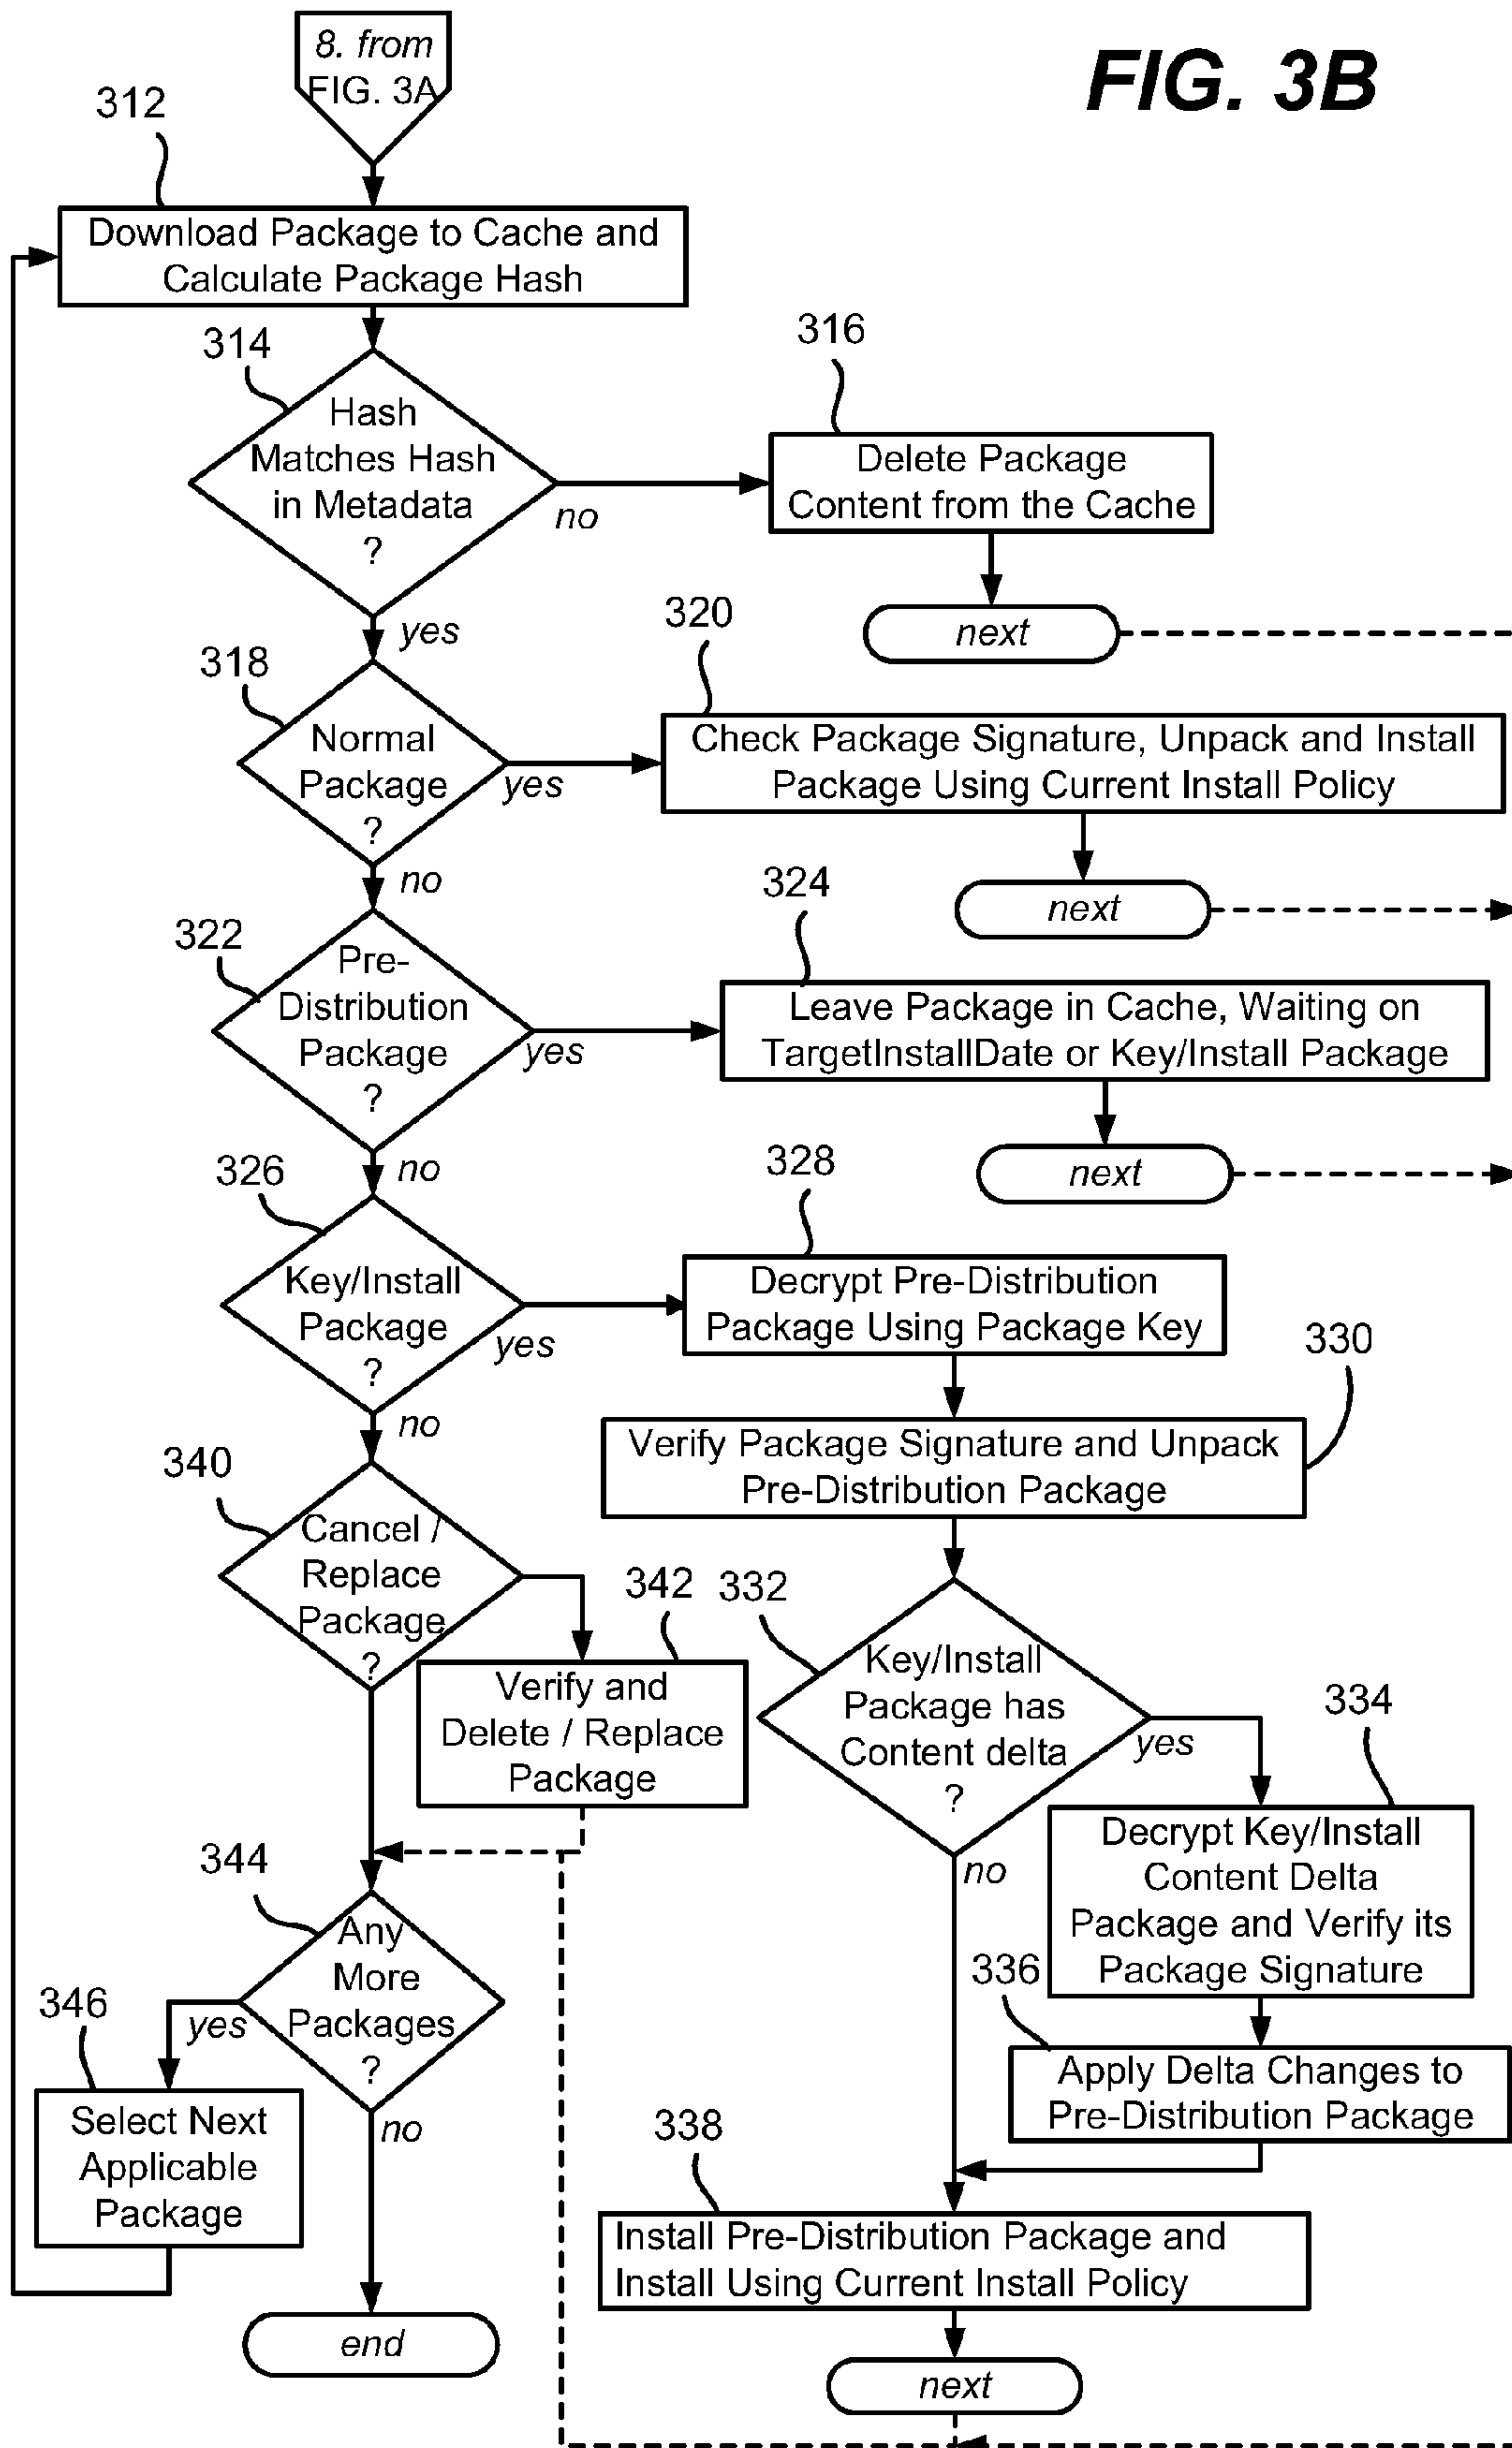 8. from
FIG. 3A
FIG. 3B
312
Download Package to Cache and
Calculate Package Hash
314
Hash
Matches Hash
in Metadata
?
no
yes
316
Delete Package
Content from the Cache
next
318
Normal
Package
?
yes
no
320
Check Package Signature, Unpack and Install
Package Using Current Install Policy
next
322
Pre-
Distribution
Package
?
yes
no
324
Leave Package in Cache, Waiting on
TargetInstallDate or Key/Install Package
next
326
Key/Install
Package
?
yes
no
328
Decrypt Pre-Distribution
Package Using Package Key
330
Verify Package Signature and Unpack
Pre-Distribution Package
340
Cancel /
Replace
Package
?
342
Verify and
Delete / Replace
Package
332
Key/Install
Package has
Content delta
?
yes
no
334
Decrypt Key/Install
Content Delta
Package and Verify its
Package Signature
336
Apply Delta Changes to
Pre-Distribution Package
344
Any
More
Packages
?
yes
no
346
Select Next
Applicable
Package
end
338
Install Pre-Distribution Package and
Install Using Current Install Policy
next